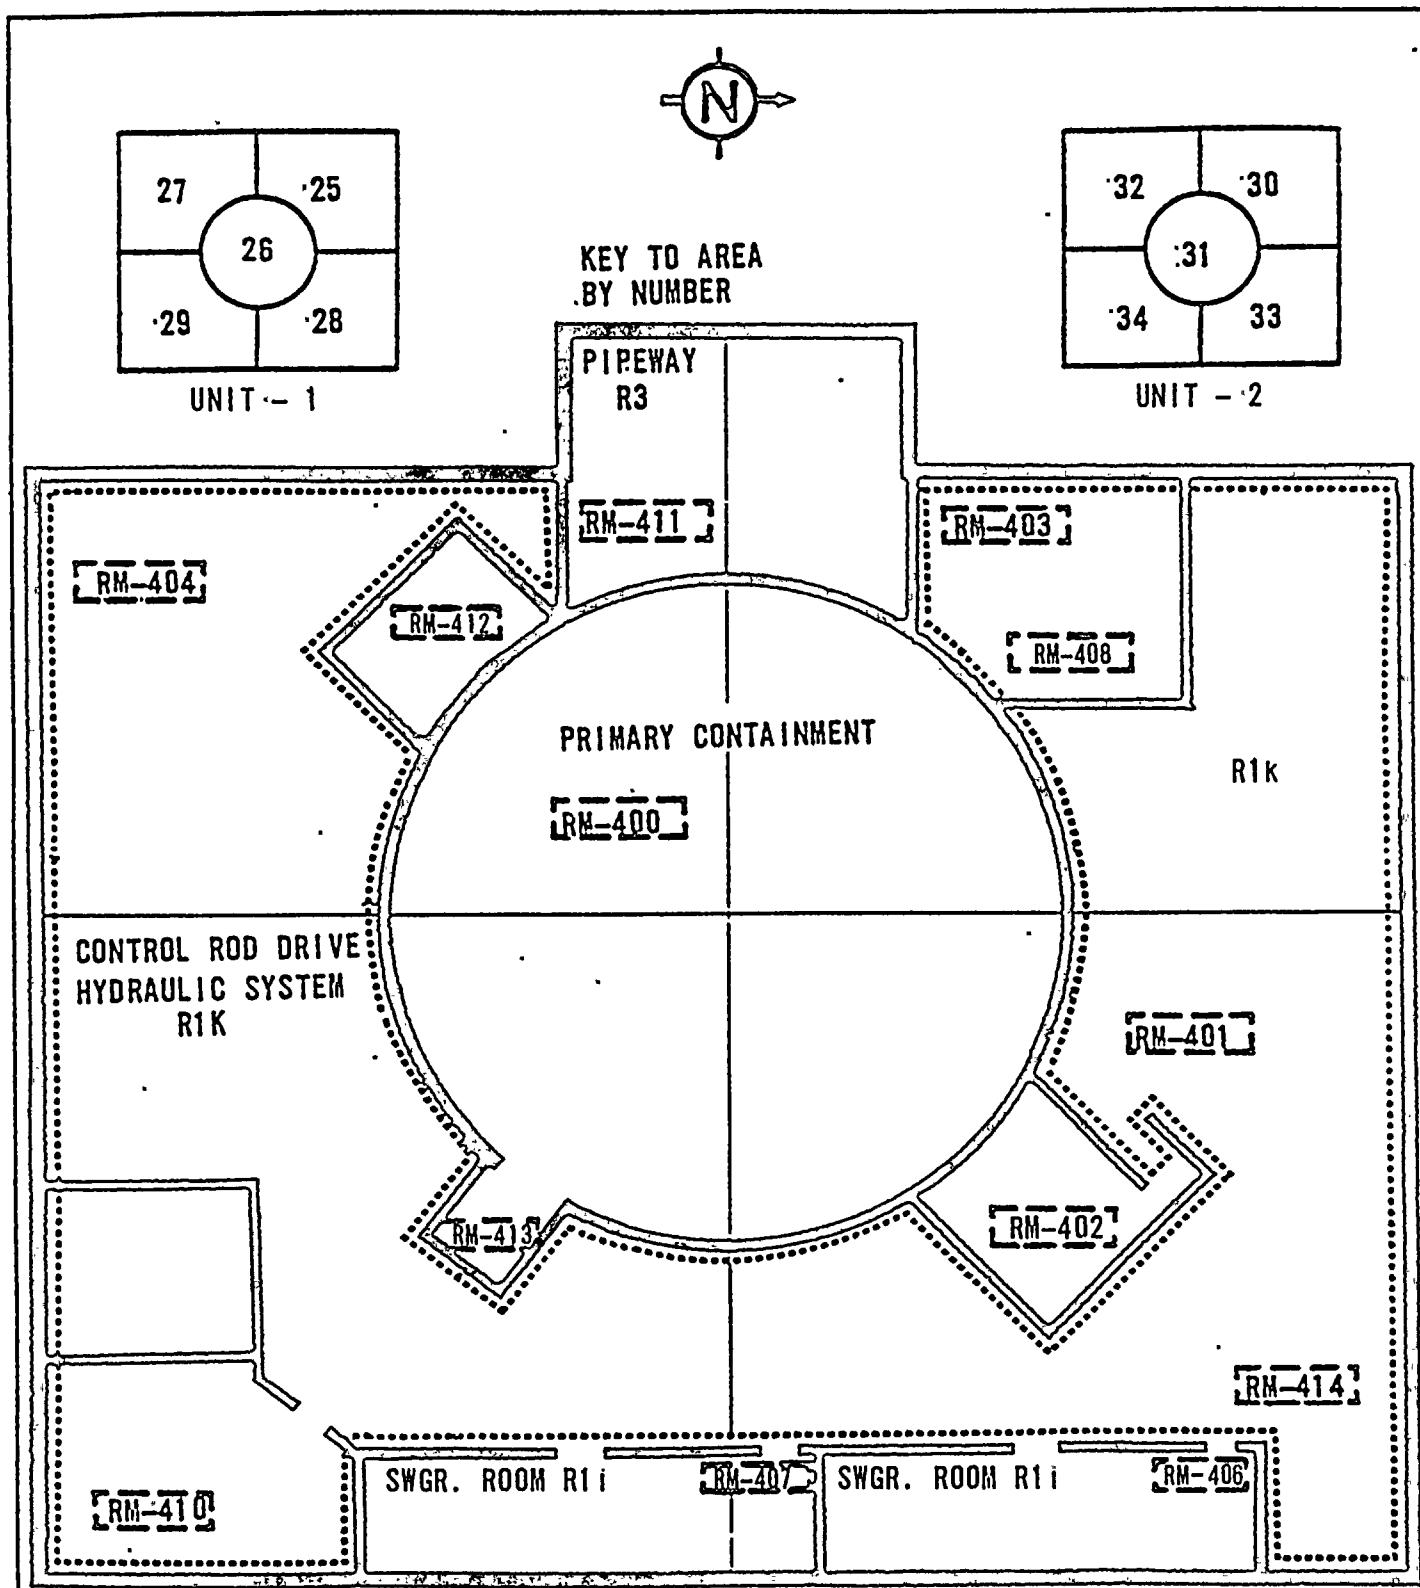 N
27
25
26
29
28
UNIT - 1
32
30
31
34
33
UNIT - 2
KEY TO AREA
BY NUMBER
PIPEWAY
R3
RM-411
RM-403
RM-404
RM-412
RM-408
PRIMARY CONTAINMENT
R1k
RM-400
CONTROL ROD DRIVE
HYDRAULIC SYSTEM
R1K
RM-401
RM-413
RM-402
RM-414
SWGR. ROOM R1i
RM-407
SWGR. ROOM R1i
RM-406
RM-410